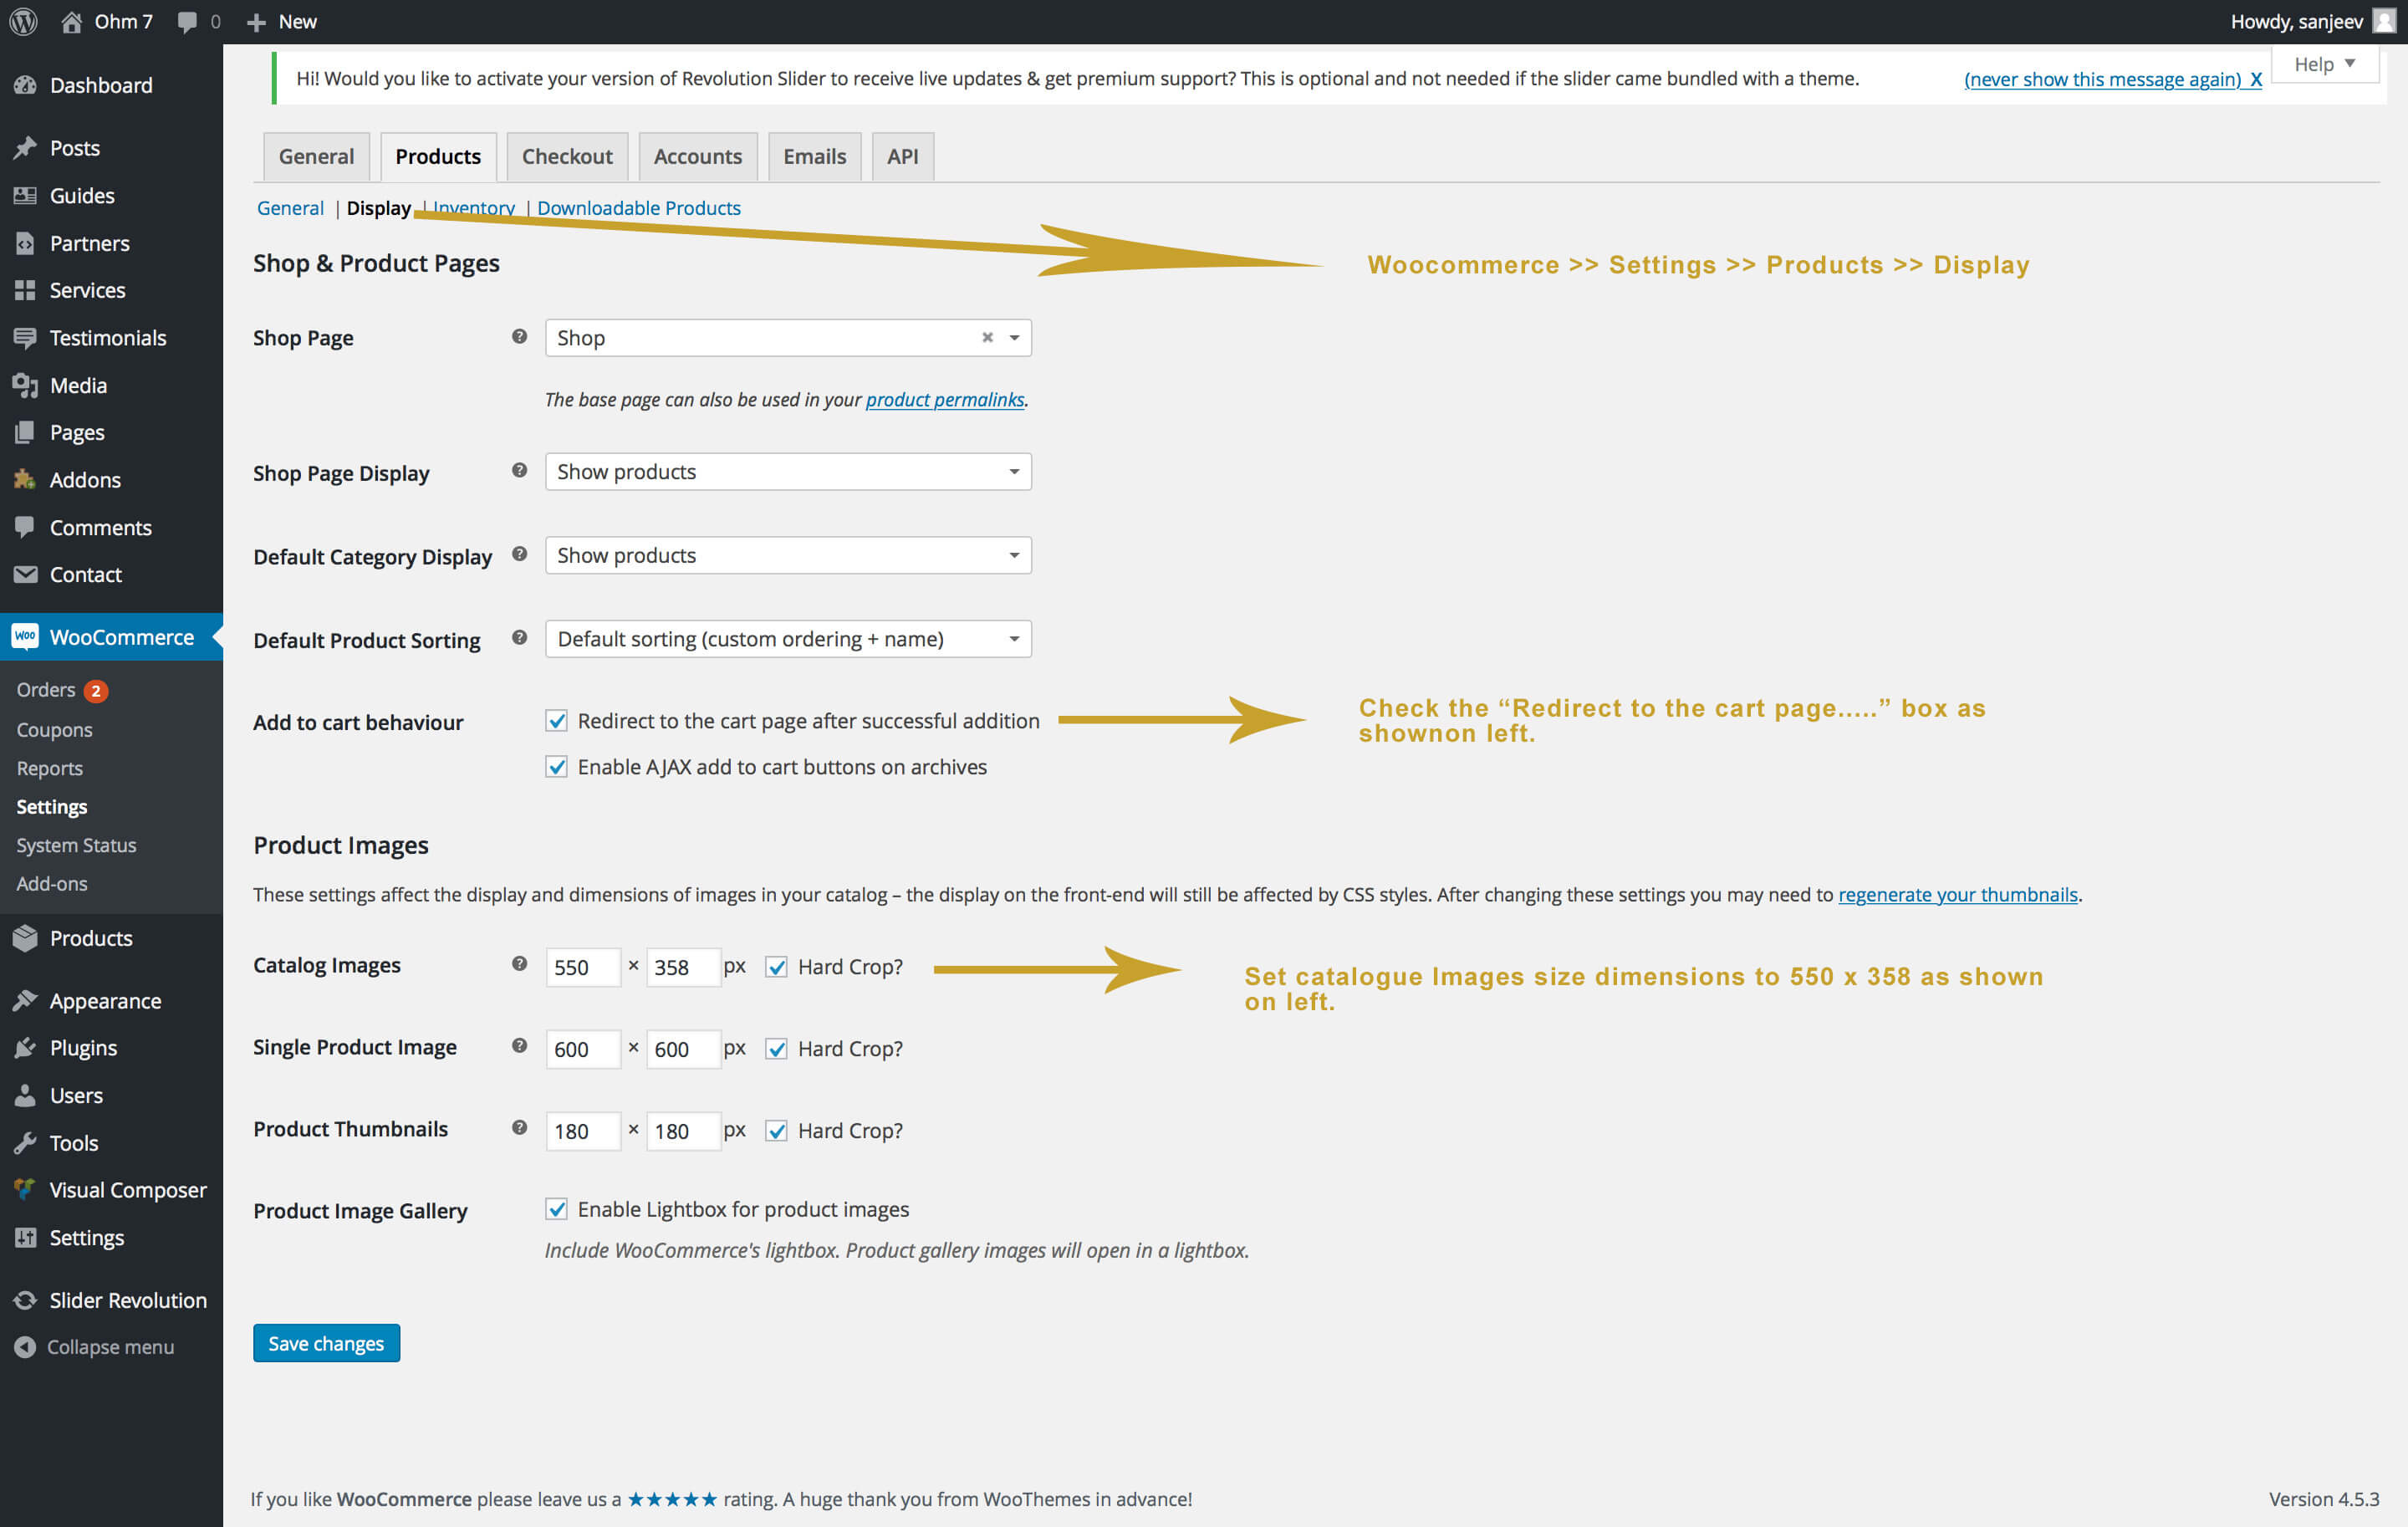 Ohm 7 0 New Howdy, sanjeev
Dashboard
Posts
Guides
Partners
Services
Testimonials
Media
Pages
Addons
Comments
Contact
WooCommerce
Orders 2
Coupons
Reports
Settings
System Status
Add-ons
Products
Appearance
Plugins
Users
Tools
Visual Composer
Settings
Slider Revolution
Collapse menu
Hi! Would you like to activate your version of Revolution Slider to receive live updates & get premium support? This is optional and not needed if the slider came bundled with a theme. (never show this message again) X
Help
General Products Checkout Accounts Emails API
General | Display | Inventory | Downloadable Products
Woocommerce >> Settings >> Products >> Display
Shop & Product Pages
Shop Page Shop
The base page can also be used in your product permalinks.
Shop Page Display Show products
Default Category Display Show products
Default Product Sorting Default sorting (custom ordering + name)
Add to cart behaviour Redirect to the cart page after successful addition
Check the “Redirect to the cart page.....” box as
shownon left.
Enable AJAX add to cart buttons on archives
Product Images
These settings affect the display and dimensions of images in your catalog – the display on the front-end will still be affected by CSS styles. After changing these settings you may need to regenerate your thumbnails.
Catalog Images 550 × 358 px Hard Crop?
Set catalogue Images size dimensions to 550 x 358 as shown
on left.
Single Product Image 600 × 600 px Hard Crop?
Product Thumbnails 180 × 180 px Hard Crop?
Product Image Gallery Enable Lightbox for product images
Include WooCommerce's lightbox. Product gallery images will open in a lightbox.
Save changes
If you like WooCommerce please leave us a ★★★★★ rating. A huge thank you from WooThemes in advance! Version 4.5.3